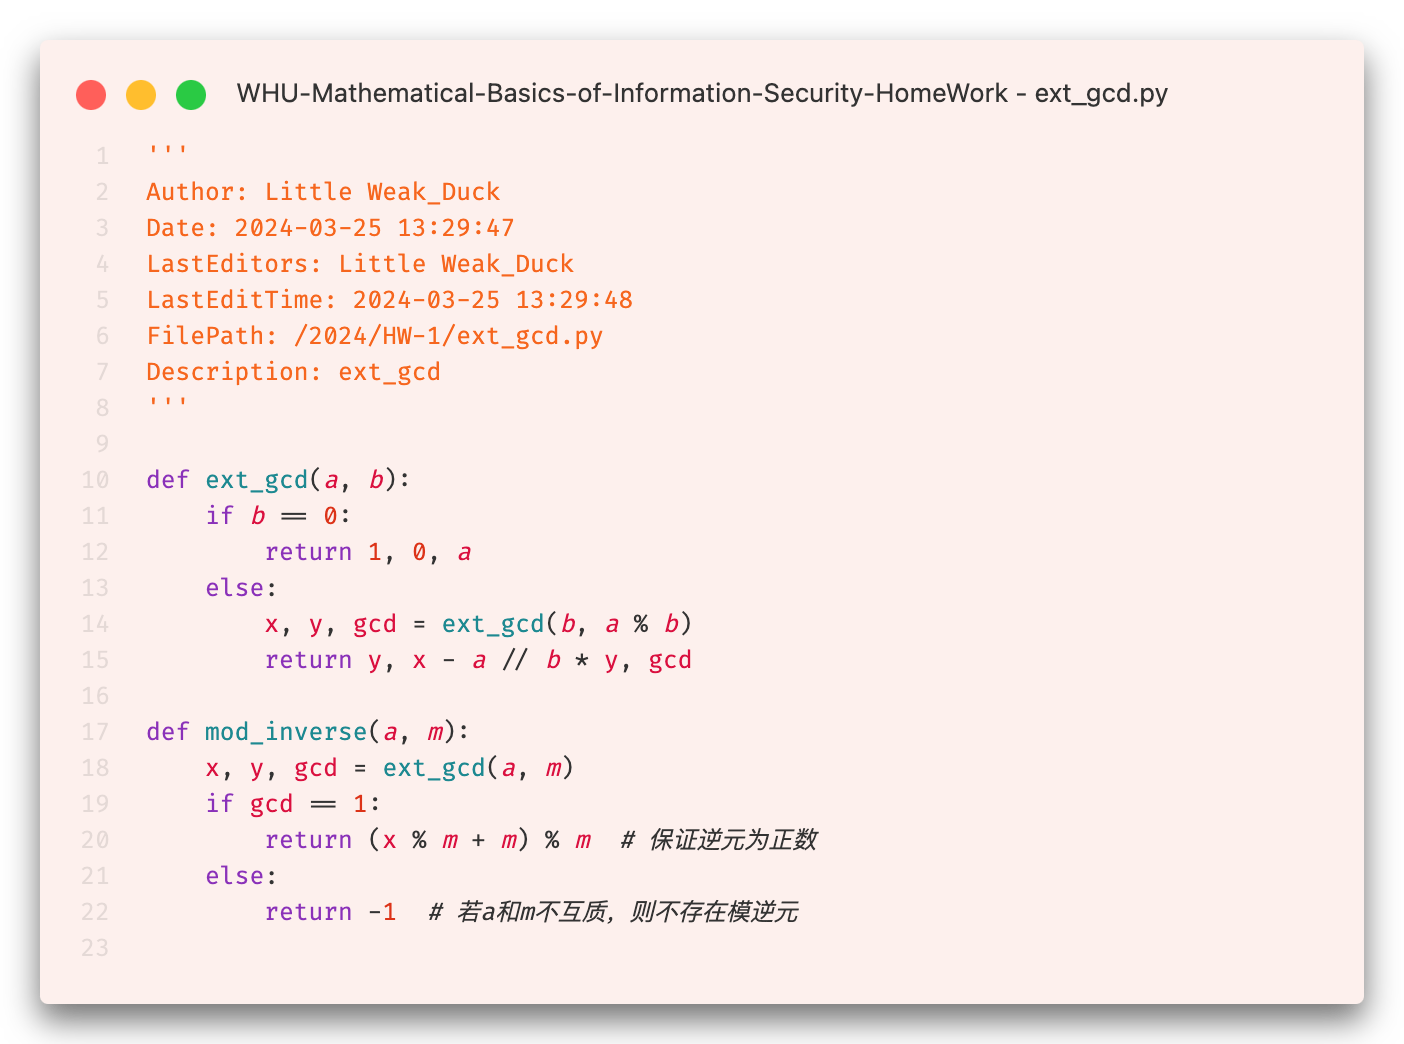 WHU-Mathematical-Basics-of-Information-Security-HomeWork - ext_gcd.py
1 '''
2 Author: Little Weak_Duck
3 Date: 2024-03-25 13:29:47
4 LastEditors: Little Weak_Duck
5 LastEditTime: 2024-03-25 13:29:48
6 FilePath: /2024/HW-1/ext_gcd.py
7 Description: ext_gcd
8 '''
9
10 def ext_gcd(a, b):
11     if b == 0:
12         return 1, 0, a
13     else:
14         x, y, gcd = ext_gcd(b, a % b)
15         return y, x - a // b * y, gcd
16
17 def mod_inverse(a, m):
18     x, y, gcd = ext_gcd(a, m)
19     if gcd == 1:
20         return (x % m + m) % m  # 保证逆元为正数
21     else:
22         return -1  # 若a和m不互质，则不存在模逆元
23